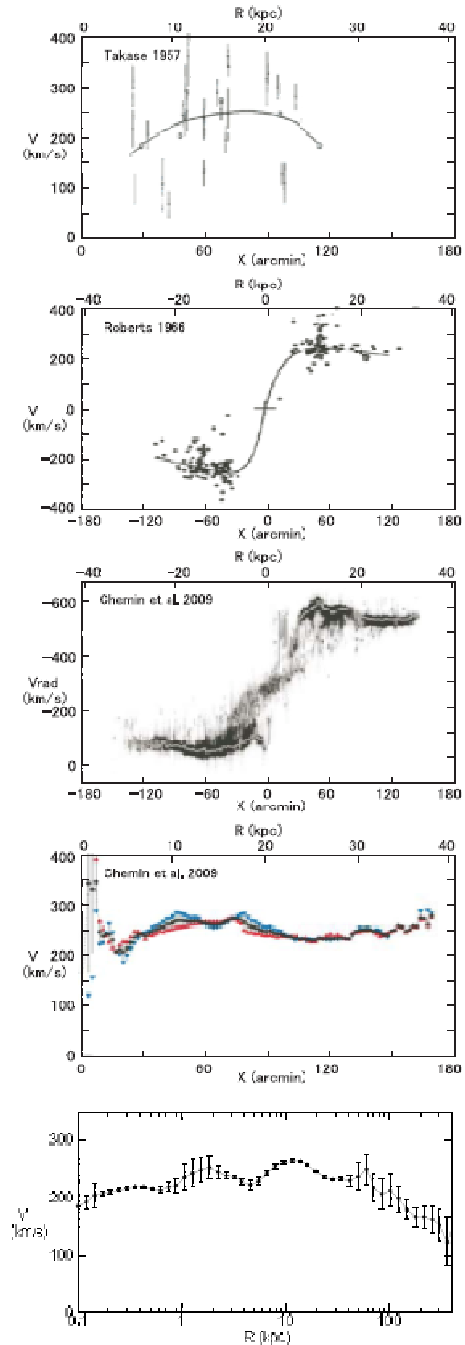 R (kpc)
0 10 20 30 40
Takase 1957
400
300
V 200
(km/s)
100
0
0 60 120 180
X (arcmin)
R (kpc)
−40 −20 0 20 40
400
Roberts 1966
200
V 0
(km/s)
−200
−400
−180 −120 −60 0 60 120 180
X (arcmin)
R (kpc)
−20 0 20 40
Chemin et al. 2009
−600
−400
Vrad
(km/s)
−200
0
−180 −120 −60 0 60 120 180
X (arcmin)
R (kpc)
0 10 20 30 40
400
Chemin et al. 2009
300
V 200
(km/s)
100
0
0 60 120 180
X (arcmin)
300
200
V
(km/s)
100
0
0.1 1 10 100
R (kpc)